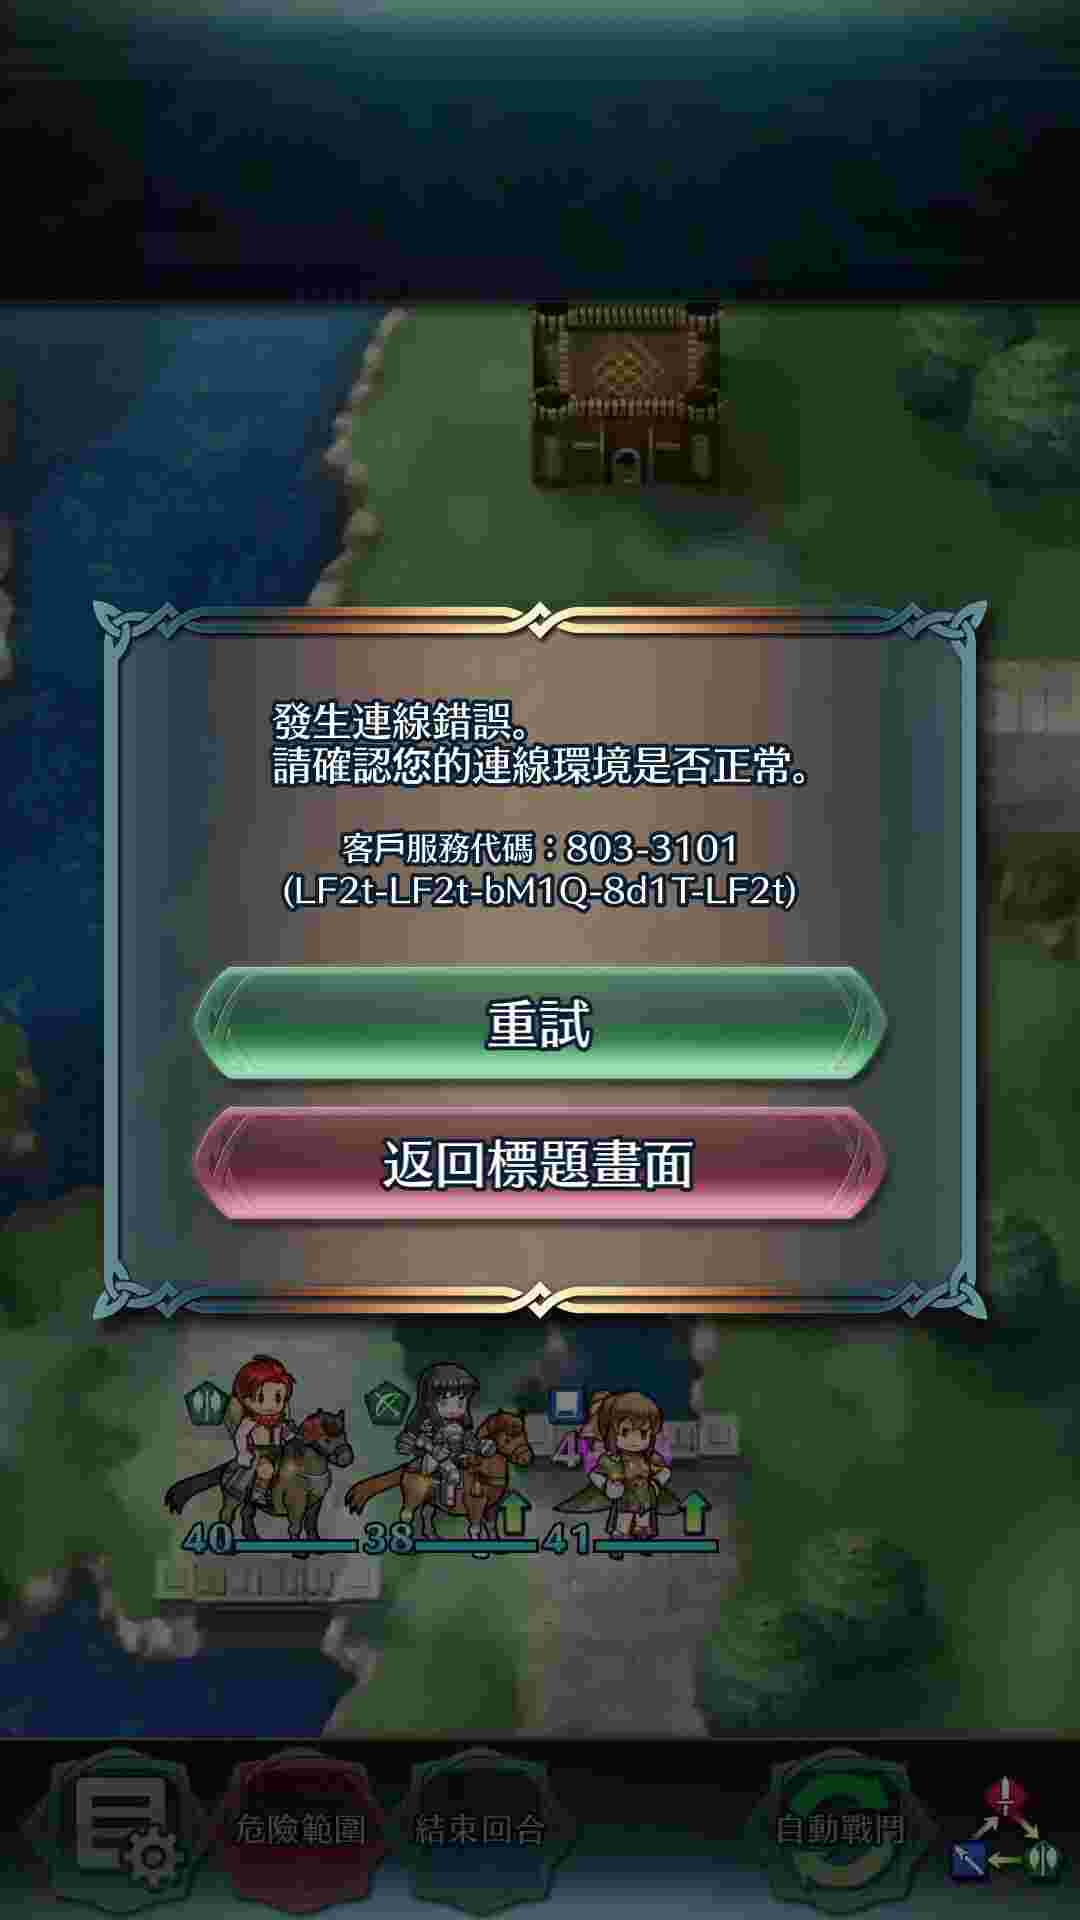 發生連線錯誤。
請確認您的連線環境是否正常。
客戶服務代碼：803-3101
(LF2t-LF2t-bM1Q-8d1T-LF2t)
重試
返回標題畫面
4
40 38 41
危險範圍 結束回合 自動戰鬥